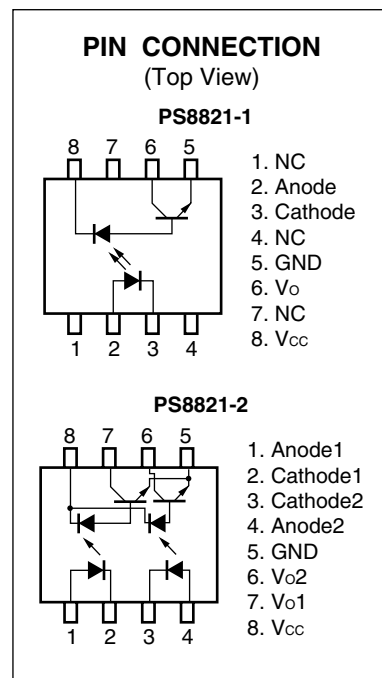 PIN CONNECTION
(Top View)
PS8821-1
8 7 6 5
1 2 3 4
1. NC
2. Anode
3. Cathode
4. NC
5. GND
6. VO
7. NC
8. VCC
PS8821-2
8 7 6 5
1 2 3 4
1. Anode1
2. Cathode1
3. Cathode2
4. Anode2
5. GND
6. VO2
7. VO1
8. VCC